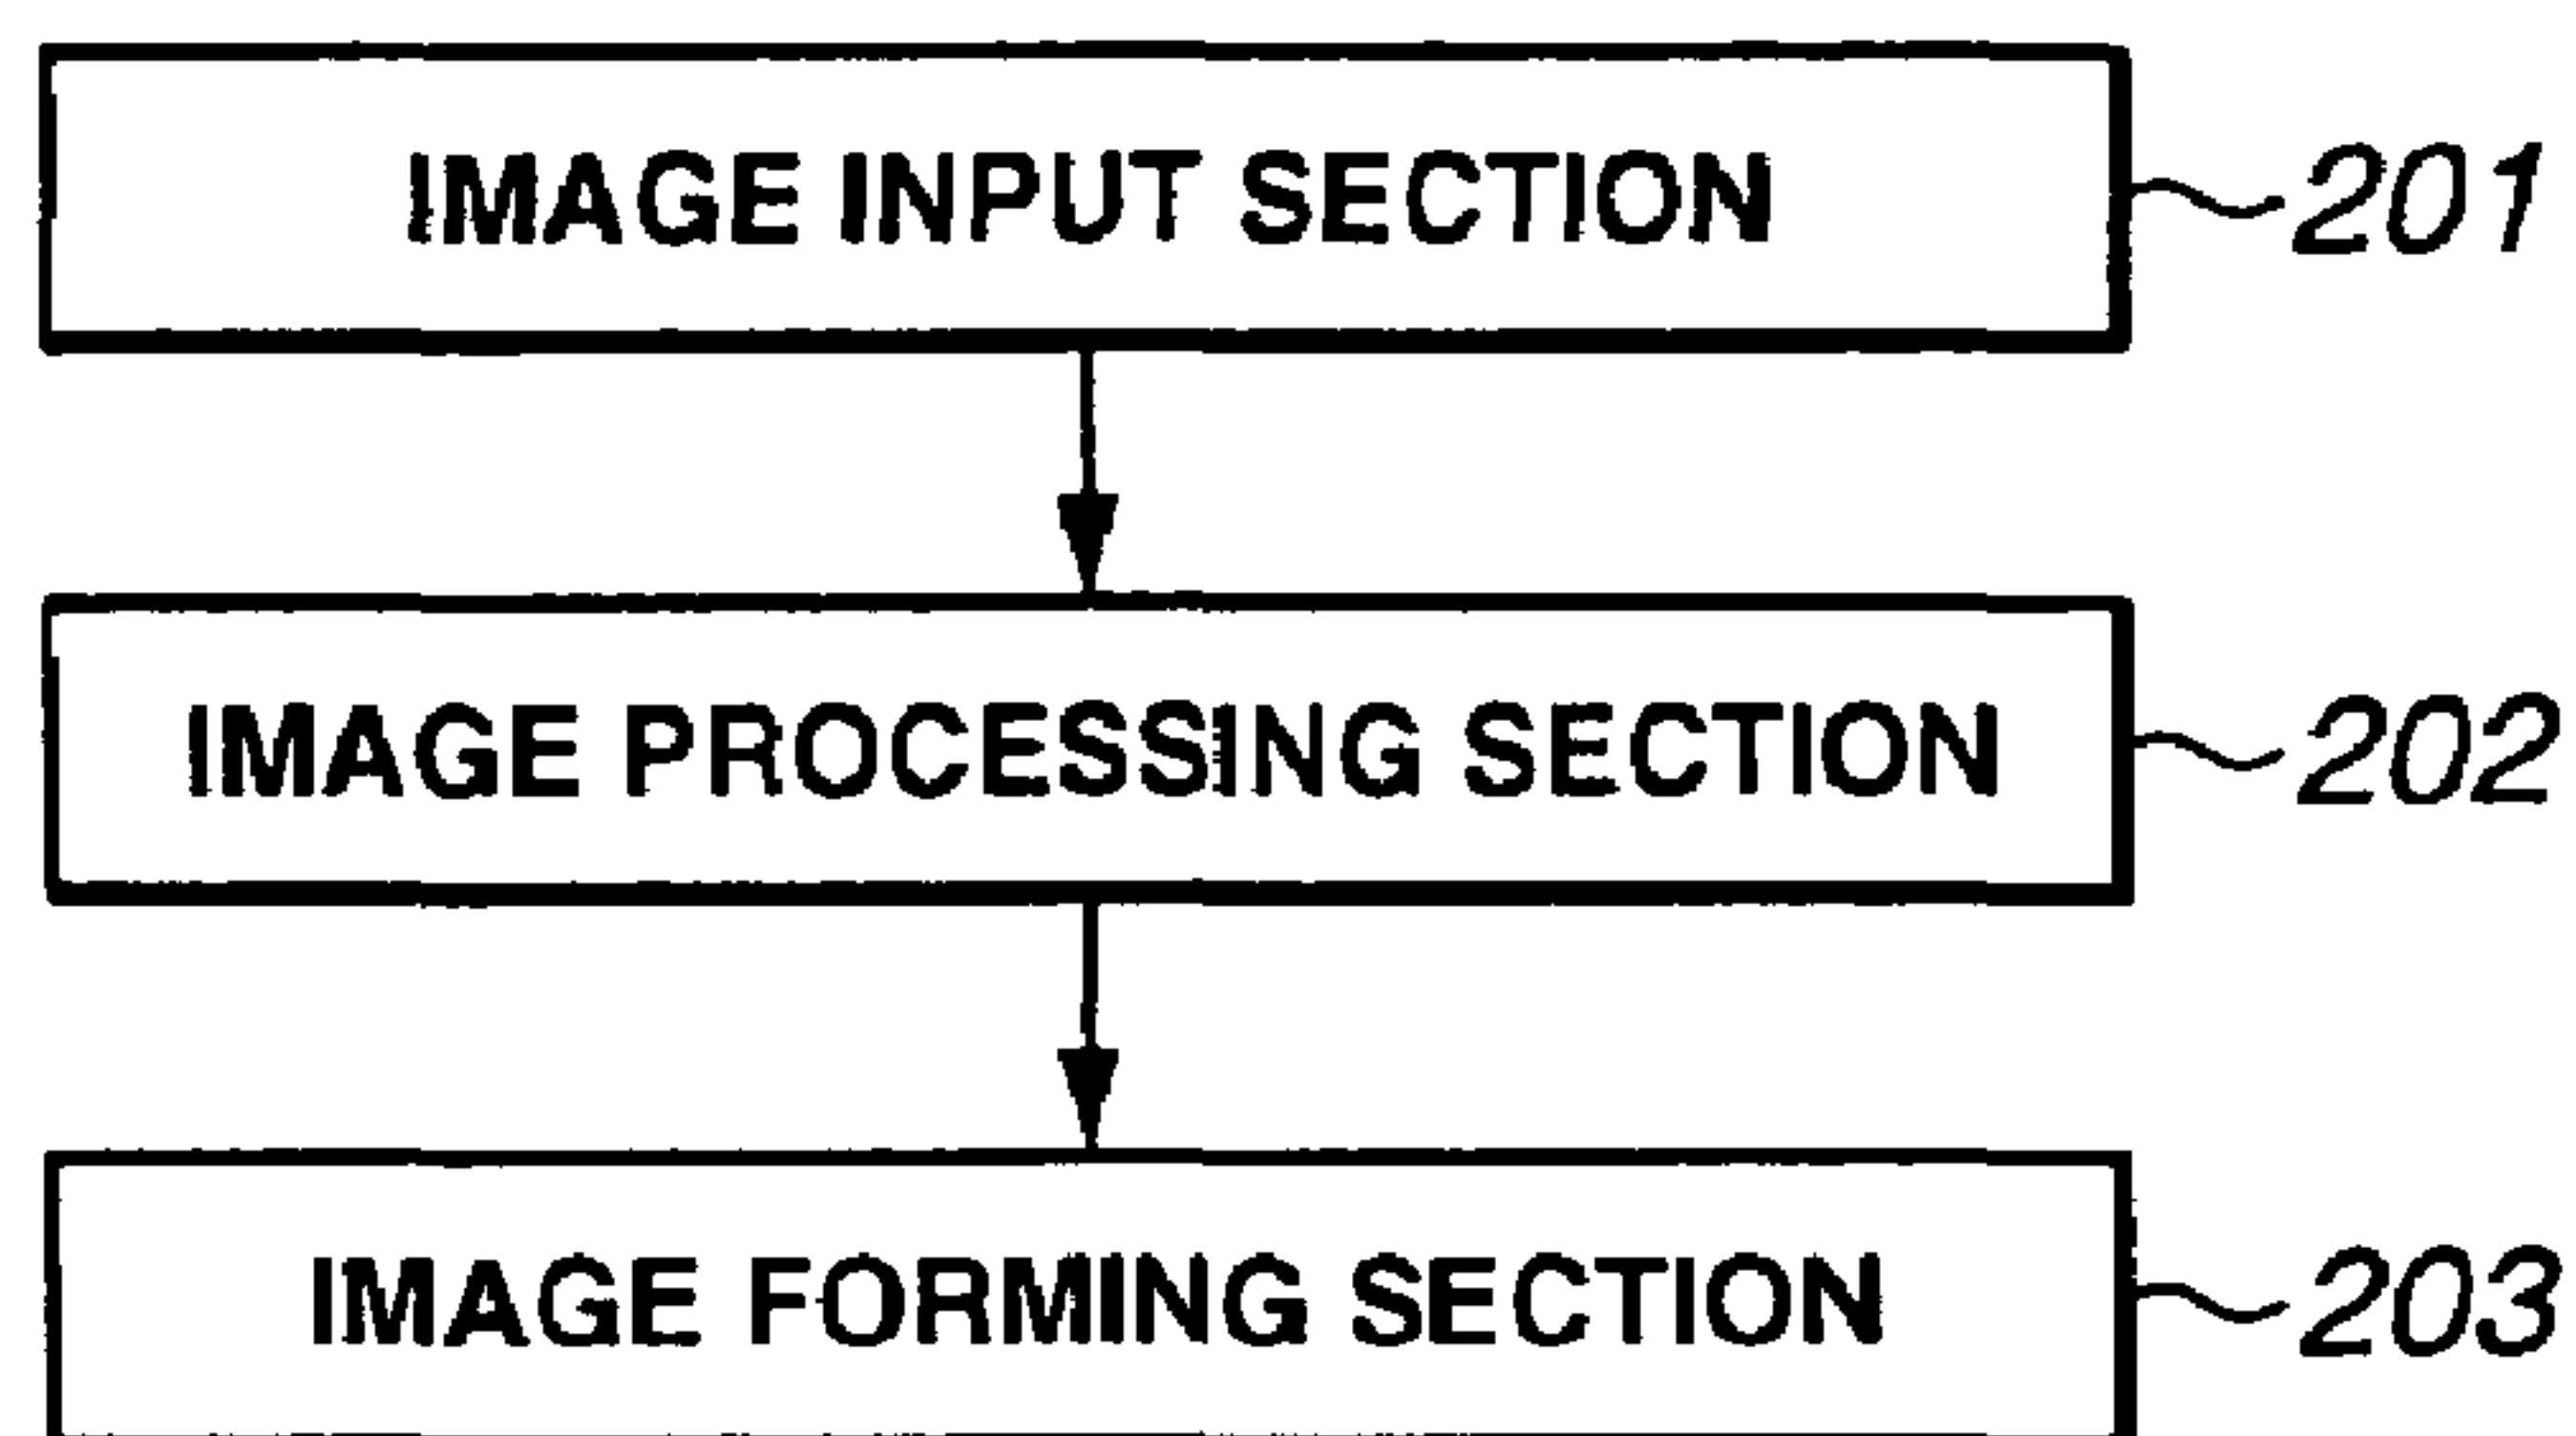 IMAGE INPUT SECTION 201
IMAGE PROCESSING SECTION 202
IMAGE FORMING SECTION 203